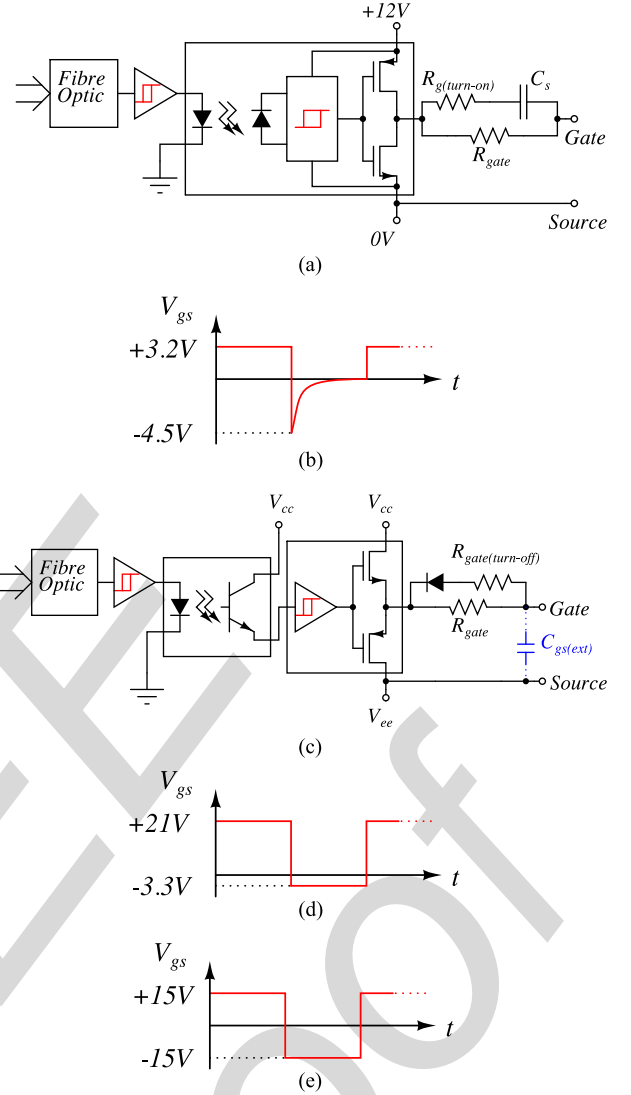 +12V
Fibre
Optic
R_g(turn-on)
C_s
Gate
R_gate
Source
0V
(a)
V_gs
+3.2V
t
-4.5V
(b)
V_cc
V_cc
Fibre
Optic
R_gate(turn-off)
R_gate
Gate
C_gs(ext)
Source
V_ee
(c)
V_gs
+21V
t
-3.3V
(d)
V_gs
+15V
t
-15V
(e)